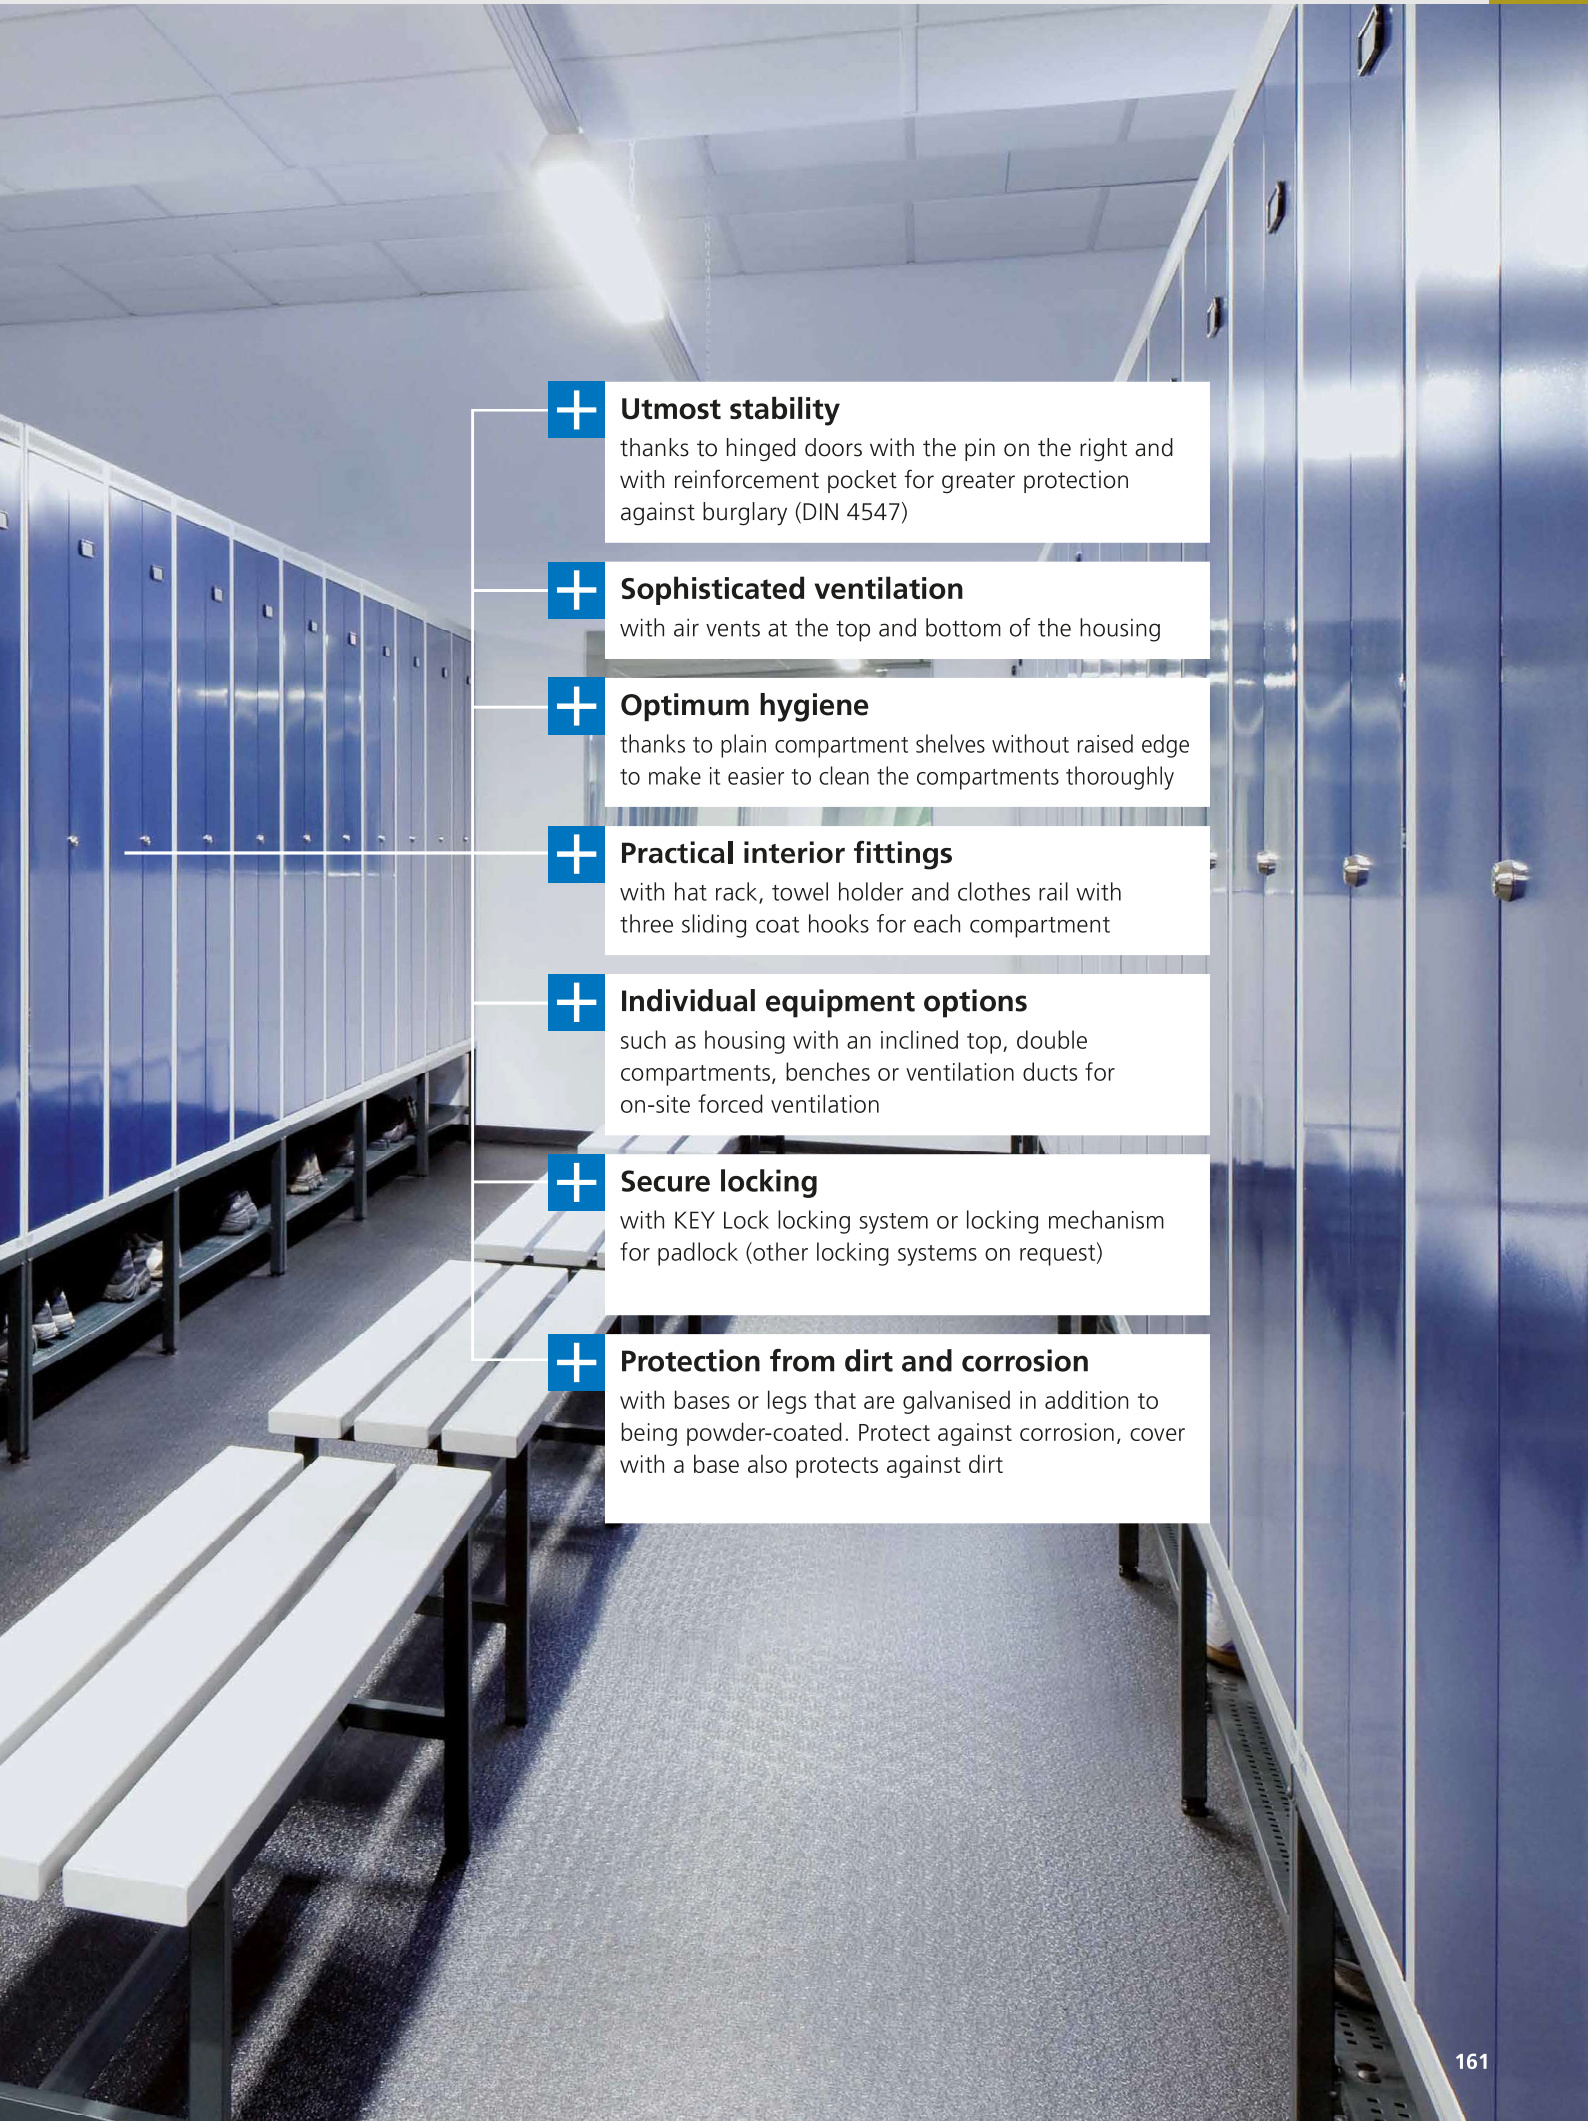 Utmost stability
thanks to hinged doors with the pin on the right and
with reinforcement pocket for greater protection
against burglary (DIN 4547)
Sophisticated ventilation
with air vents at the top and bottom of the housing
Optimum hygiene
thanks to plain compartment shelves without raised edge
to make it easier to clean the compartments thoroughly
Practical interior fittings
with hat rack, towel holder and clothes rail with
three sliding coat hooks for each compartment
Individual equipment options
such as housing with an inclined top, double
compartments, benches or ventilation ducts for
on-site forced ventilation
Secure locking
with KEY Lock locking system or locking mechanism
for padlock (other locking systems on request)
Protection from dirt and corrosion
with bases or legs that are galvanised in addition to
being powder-coated. Protect against corrosion, cover
with a base also protects against dirt
161